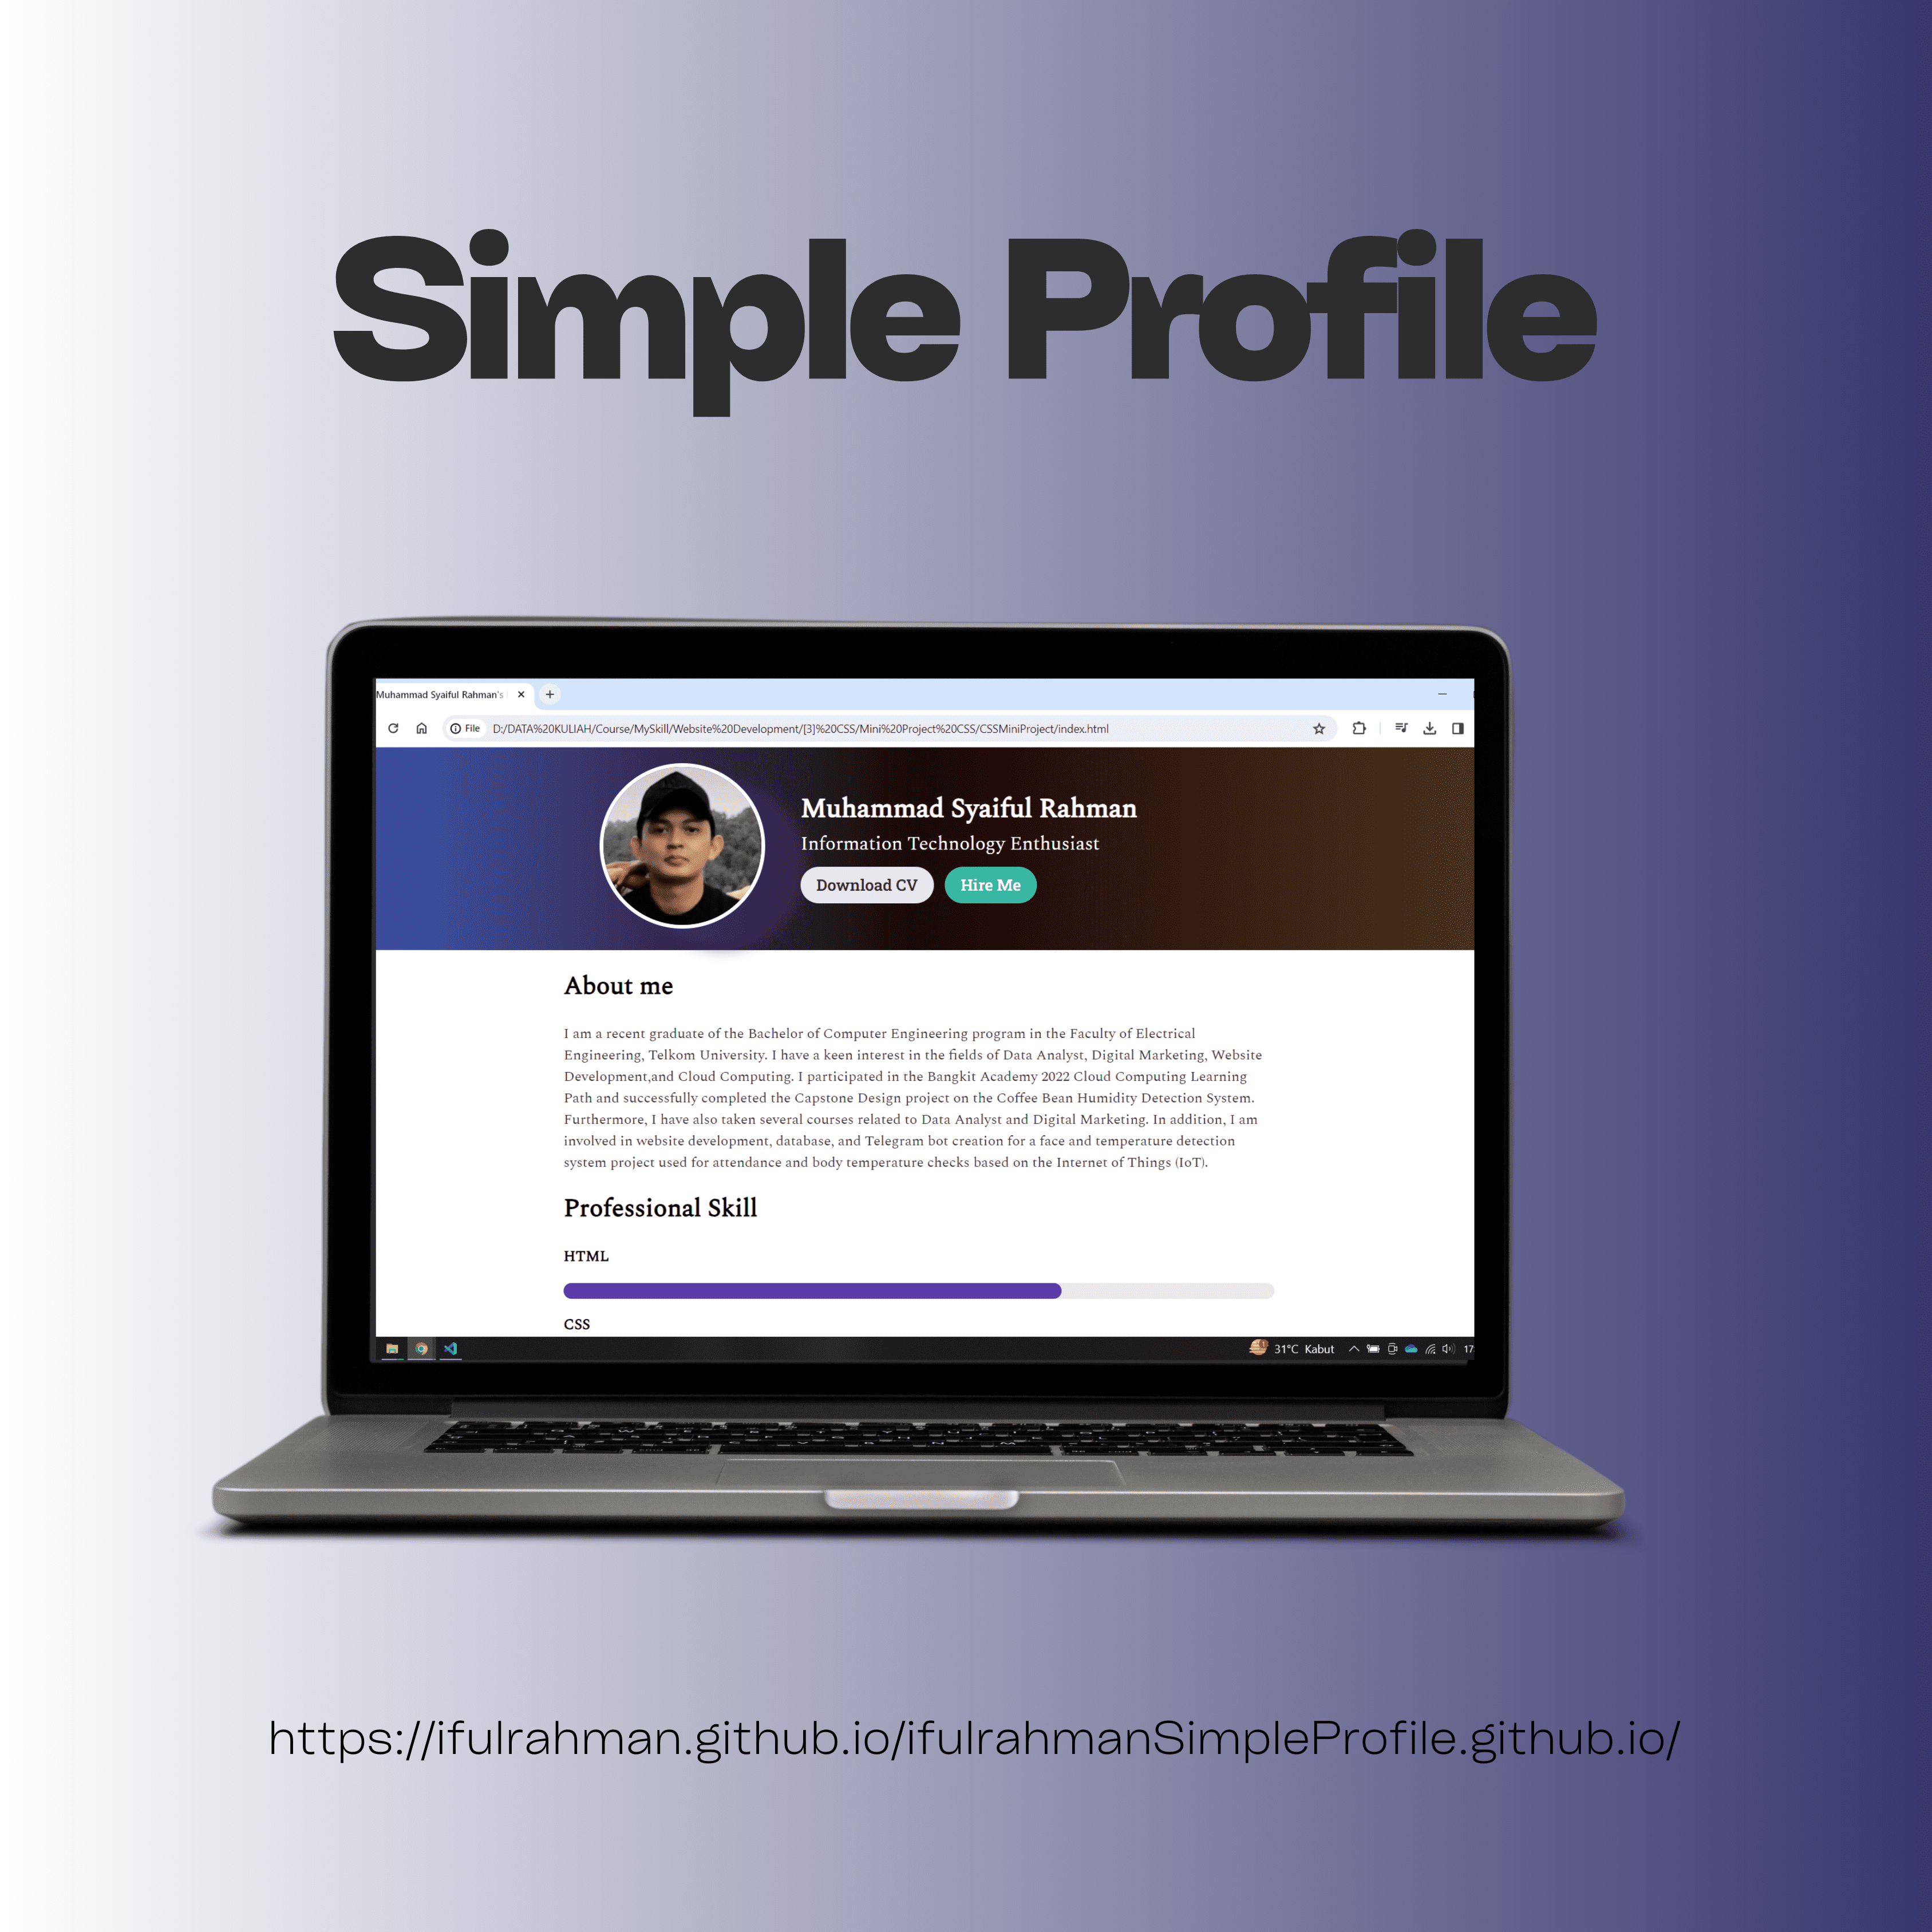 Simple Profile
Muhammad Syaiful Rahman's
File D:/DATA%20KULIAH/Course/MySkill/Website%20Development/[3]%20CSS/Mini%20Project%20CSS/CSSMiniProject/index.html
Muhammad Syaiful Rahman
Information Technology Enthusiast
Download CV Hire Me
About me
I am a recent graduate of the Bachelor of Computer Engineering program in the Faculty of Electrical
Engineering, Telkom University. I have a keen interest in the fields of Data Analyst, Digital Marketing, Website
Development,and Cloud Computing. I participated in the Bangkit Academy 2022 Cloud Computing Learning
Path and successfully completed the Capstone Design project on the Coffee Bean Humidity Detection System.
Furthermore, I have also taken several courses related to Data Analyst and Digital Marketing. In addition, I am
involved in website development, database, and Telegram bot creation for a face and temperature detection
system project used for attendance and body temperature checks based on the Internet of Things (IoT).
Professional Skill
HTML
CSS
31°C Kabut 17
https://ifulrahman.github.io/ifulrahmanSimpleProfile.github.io/